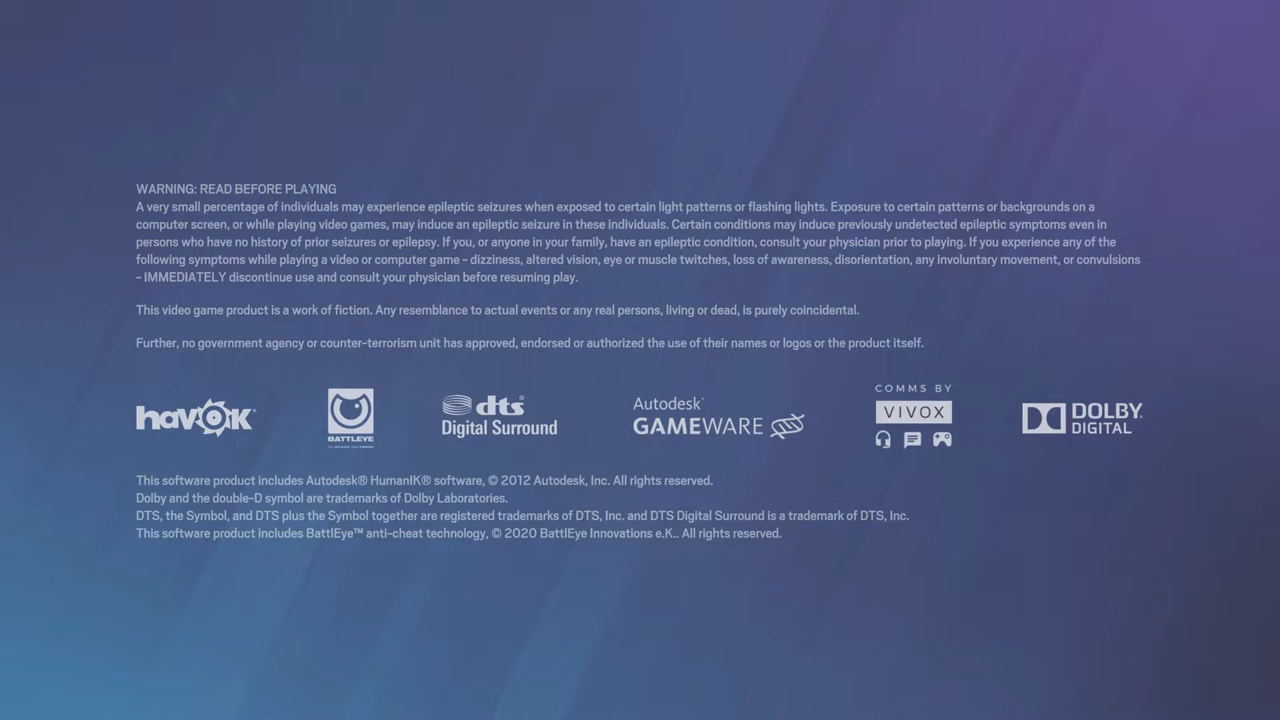 WARNING: READ BEFORE PLAYING
A very small percentage of individuals may experience epileptic seizures when exposed to certain light patterns or flashing lights. Exposure to certain patterns or backgrounds on a
computer screen, or while playing video games, may induce an epileptic seizure in these individuals. Certain conditions may induce previously undetected epileptic symptoms even in
persons who have no history of prior seizures or epilepsy. If you, or anyone in your family, have an epileptic condition, consult your physician prior to playing. If you experience any of the
following symptoms while playing a video or computer game - dizziness, altered vision, eye or muscle twitches, loss of awareness, disorientation, any involuntary movement, or convulsions
- IMMEDIATELY discontinue use and consult your physician before resuming play.
This video game product is a work of fiction. Any resemblance to actual events or any real persons, living or dead, is purely coincidental.
Further, no government agency or counter-terrorism unit has approved, endorsed or authorized the use of their names or logos or the product itself.
havok®
BATTLEYE
dts®
Digital Surround
Autodesk®
GAMEWARE
COMMS BY
VIVOX
DOLBY®
DIGITAL
This software product includes Autodesk® HumanIK® software, © 2012 Autodesk, Inc. All rights reserved.
Dolby and the double-D symbol are trademarks of Dolby Laboratories.
DTS, the Symbol, and DTS plus the Symbol together are registered trademarks of DTS, Inc. and DTS Digital Surround is a trademark of DTS, Inc.
This software product includes BattlEye™ anti-cheat technology, © 2020 BattlEye Innovations e.K.. All rights reserved.